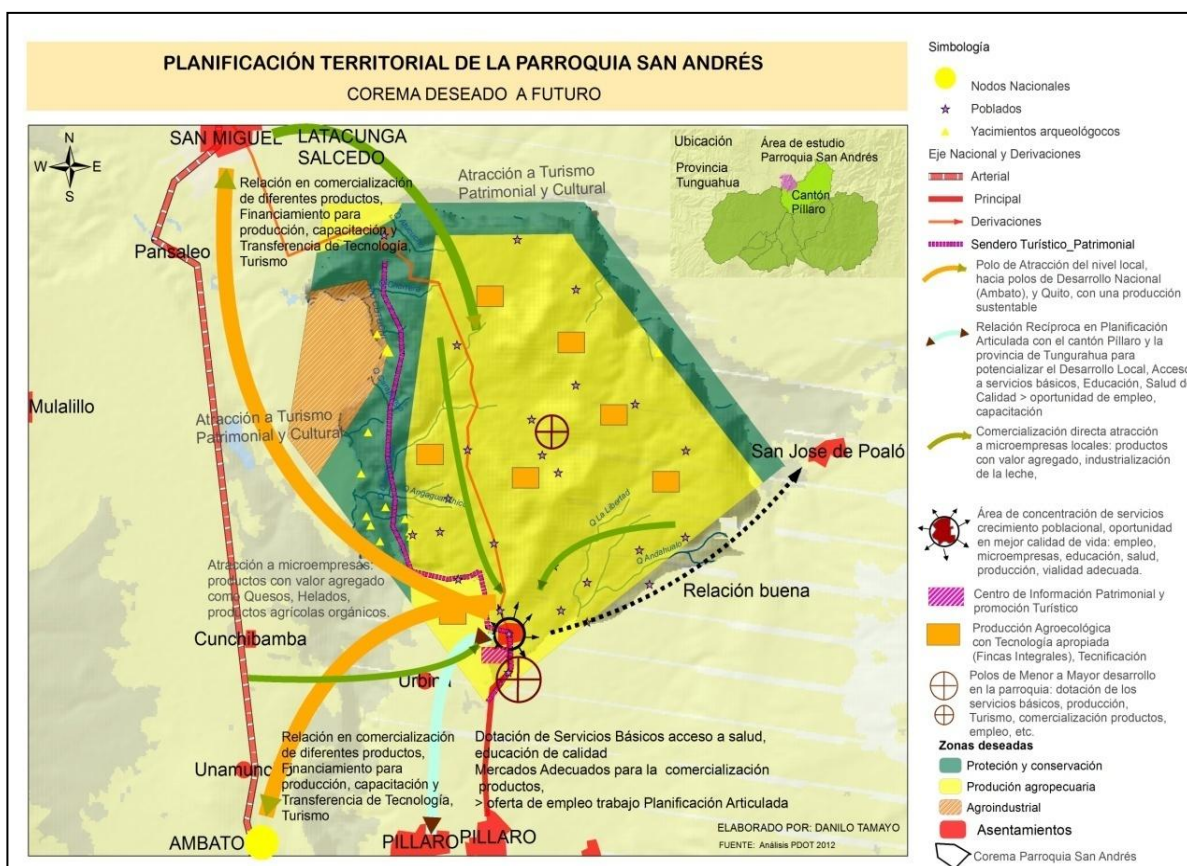 PLANIFICACIÓN TERRITORIAL DE LA PARROQUIA SAN ANDRÉS
COREMA DESEADO A FUTURO
N
W E
S
SAN MIGUEL
LATACUNGA
SALCEDO
Relación en comercialización
de diferentes productos,
Financiamiento para
producción, capacitación y
Transferencia de Tecnología,
Turismo
Atracción a Turismo
Patrimonial y Cultural
Ubicación
Provincia
Tunguahua
Área de estudio
Parroquia San Andrés
Cantón
Píllaro
Pansaleo
Mulalillo
Atracción a Turismo
Patrimonial y Cultural
San Jose de Poaló
Q La Libertad
Q Andahualo
Relación buena
Atracción a microempresas:
productos con valor agregado
como Quesos, Helados,
productos agrícolas orgánicos.
Cunchibamba
Urbina
Unamunc
Relación en comercialización
de diferentes productos,
Financiamiento para
producción, capacitación y
Transferencia de Tecnología,
Turismo
Dotación de Servicios Básicos acceso a salud,
educación de calidad
Mercados Adecuados para la comercialización
productos,
> oferta de empleo trabajo Planificación Articulada
AMBATO
PILLARO
PILLARO
ELABORADO POR: DANILO TAMAYO
FUENTE: Análisis PDOT 2012
Simbología
Nodos Nacionales
Poblados
Yacimientos arqueológocos
Eje Nacional y Derivaciones
Arterial
Principal
Derivaciones
Sendero Turístico_Patrimonial
Polo de Atracción del nivel local,
hacia polos de Desarrollo Nacional
(Ambato), y Quito, con una producción
sustentable
Relación Recíproca en Planificación
Articulada con el cantón Píllaro y la
provincia de Tungurahua para
potencializar el Desarrollo Local, Acceso
a servicios básicos, Educación, Salud de
Calidad > oportunidad de empleo,
capacitación
Comercialización directa atracción
a microempresas locales: productos
con valor agregado, industrialización
de la leche,
Área de concentración de servicios
crecimiento poblacional, oportunidad
en mejor calidad de vida: empleo,
microempresas, educación, salud,
producción, vialidad adecuada.
Centro de Información Patrimonial y
promoción Turístico
Producción Agroecológica
con Tecnología apropiada
(Fincas Integrales), Tecnificación
Polos de Menor a Mayor desarrollo
en la parroquia: dotación de los
servicios básicos, producción,
Turismo, comercialización productos,
empleo, etc.
Zonas deseadas
Proteción y conservación
Produción agropecuaria
Agroindustrial
Asentamientos
Corema Parroquia San Andrés